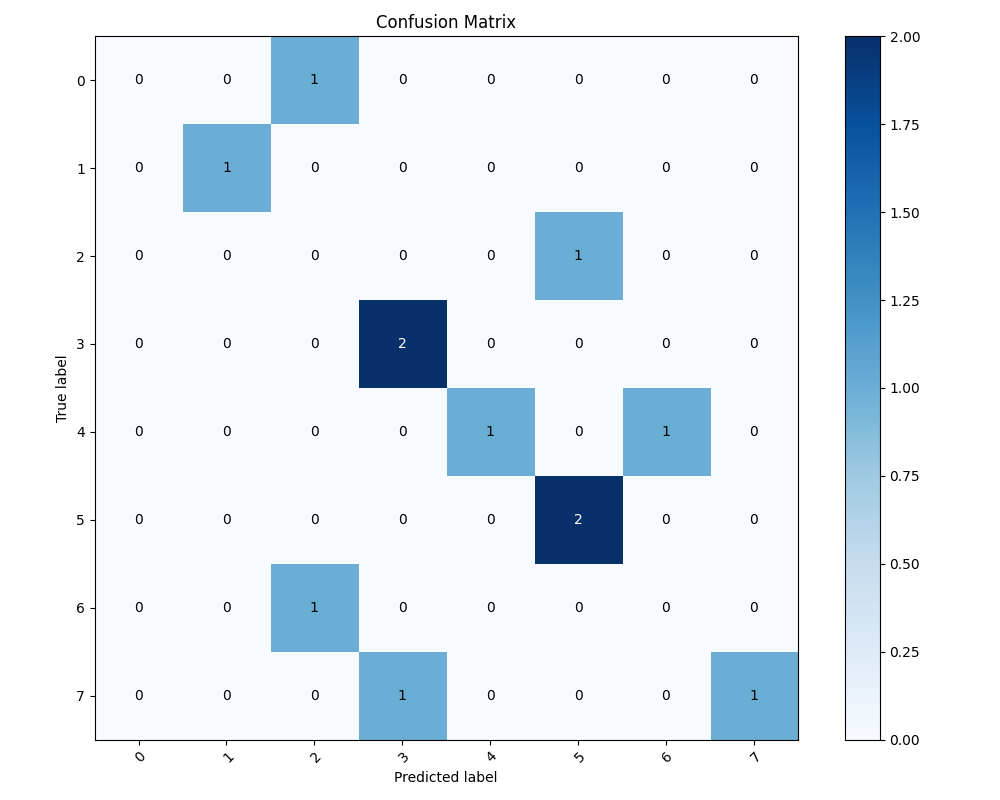 Confusion Matrix
0 0 0 1 0 0 0 0 0
1 0 1 0 0 0 0 0 0
2 0 0 0 0 0 1 0 0
3 0 0 0 2 0 0 0 0
4 0 0 0 0 1 0 1 0
5 0 0 0 0 0 2 0 0
6 0 0 1 0 0 0 0 0
7 0 0 0 1 0 0 0 1
True label
0 1 2 3 4 5 6 7
Predicted label
2.00
1.75
1.50
1.25
1.00
0.75
0.50
0.25
0.00